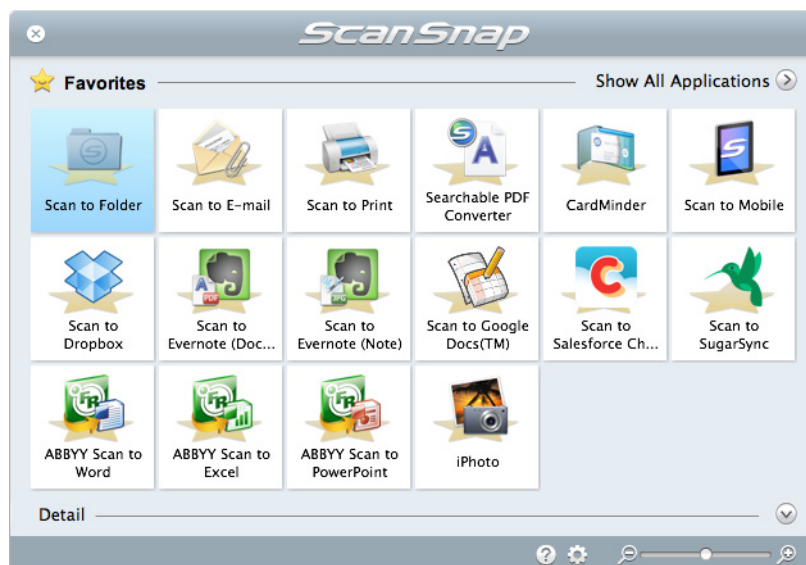 ScanSnap
Favorites
Show All Applications
Scan to Folder
Scan to E-mail
Scan to Print
Searchable PDF
Converter
CardMinder
Scan to Mobile
Scan to
Dropbox
Scan to
Evernote (Doc...
Scan to
Evernote (Note)
Scan to Google
Docs(TM)
Scan to
Salesforce Ch...
Scan to
SugarSync
ABBYY Scan to
Word
ABBYY Scan to
Excel
ABBYY Scan to
PowerPoint
iPhoto
Detail